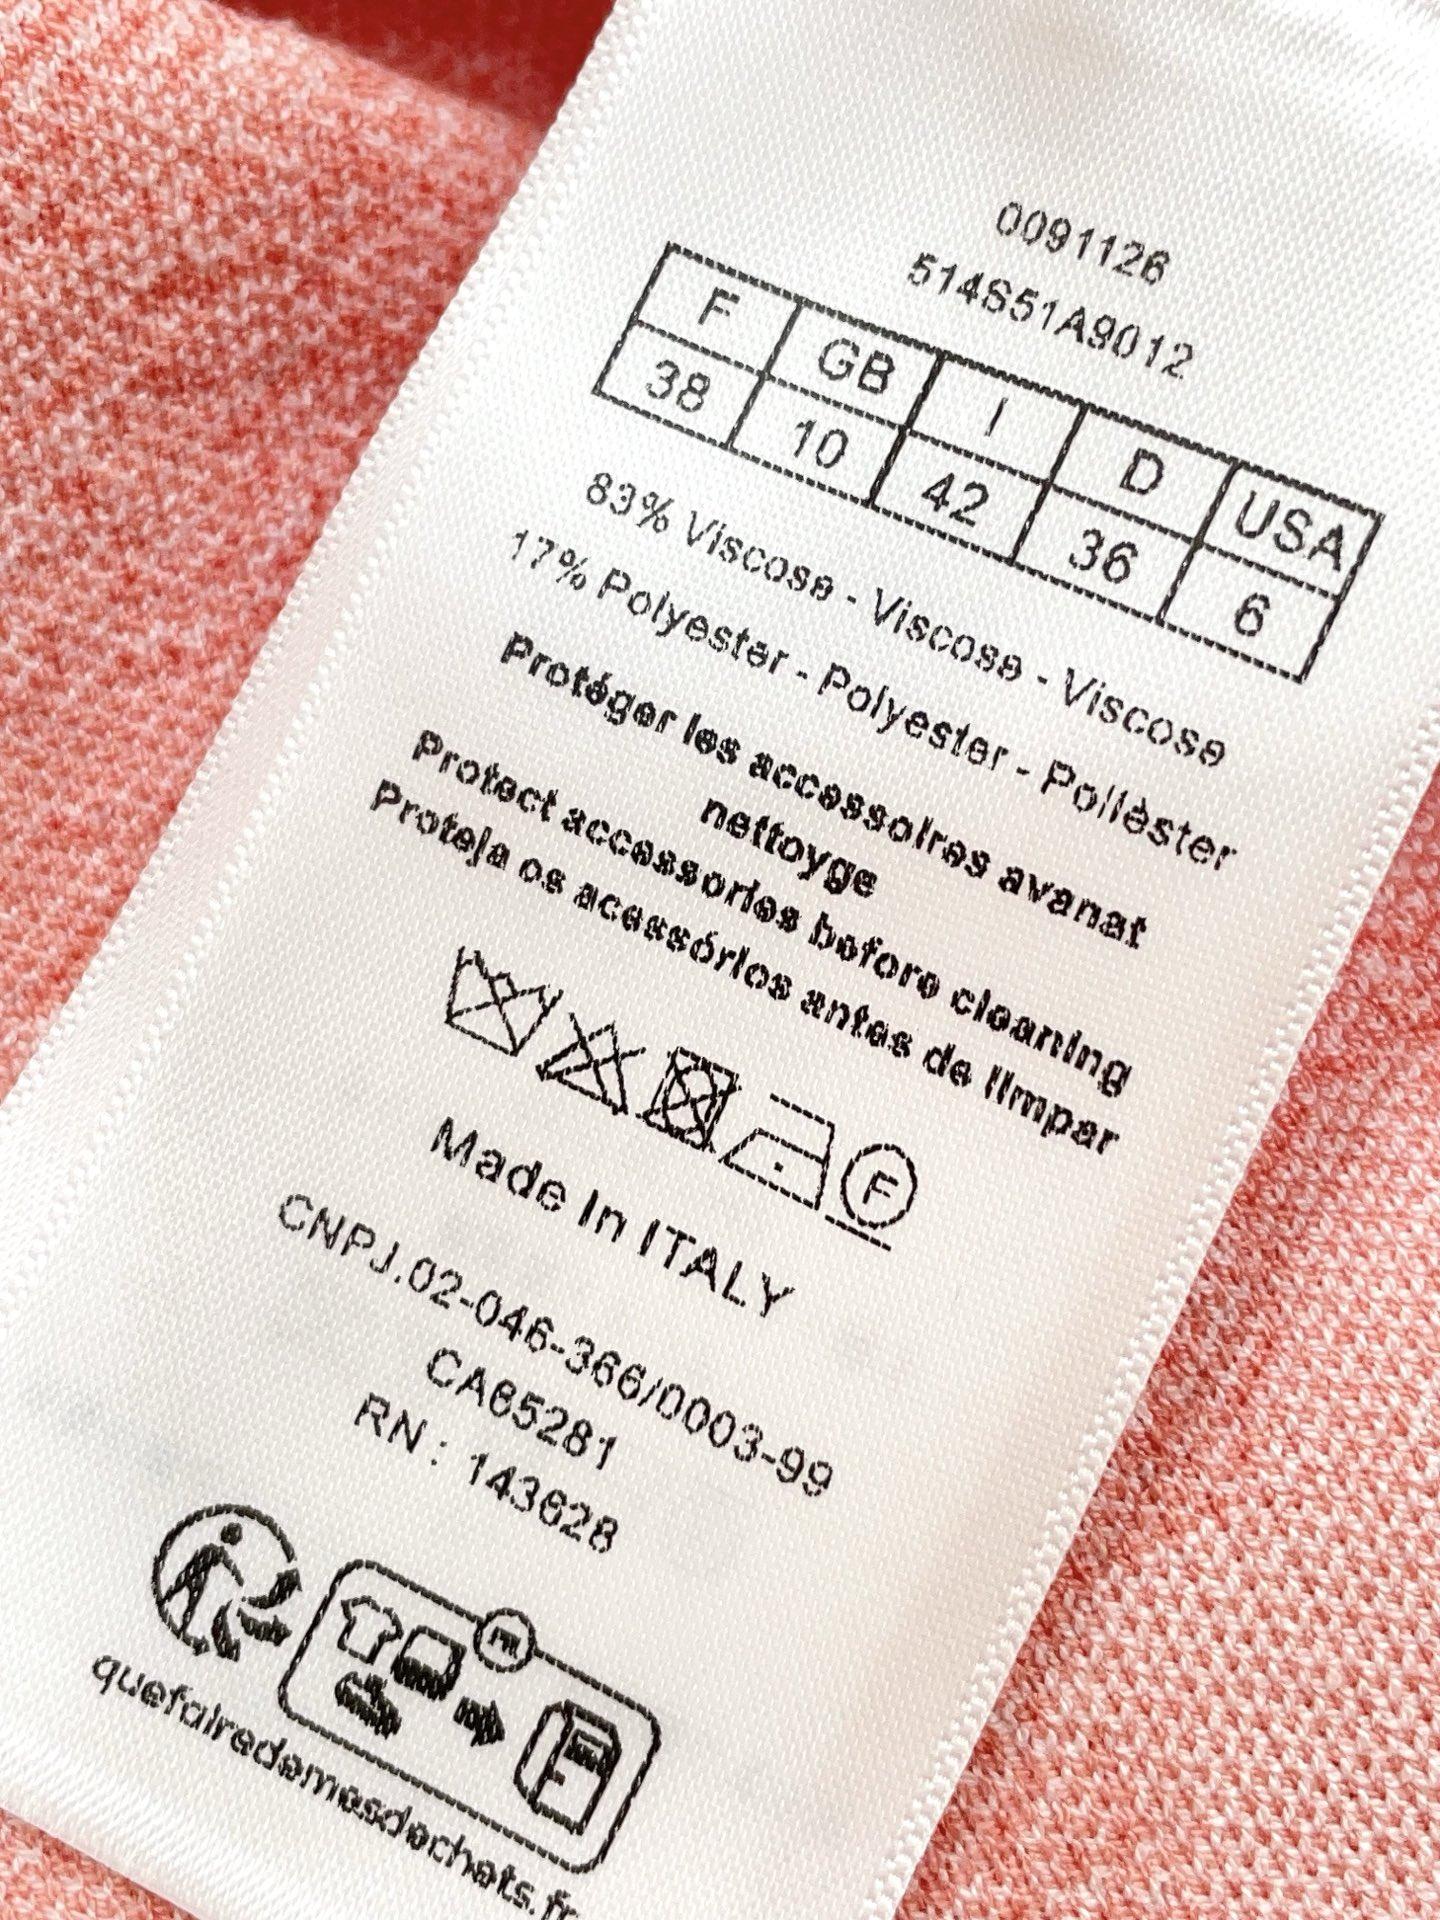 0091126
514S51A9012
F GB I D USA
38 10 42 36 6
83% Viscose - Viscose - Viscose
17% Polyester - Polyester - Poliéster
Protéger les accessoires avanat
nettoyge
Protect accessories before cleaning
Proteja os acessórios antes de limpar
F
Made In ITALY
CNPJ.02-046-366/0003-99
CA65281
RN : 143628
FR
quefairedemesdechets.fr